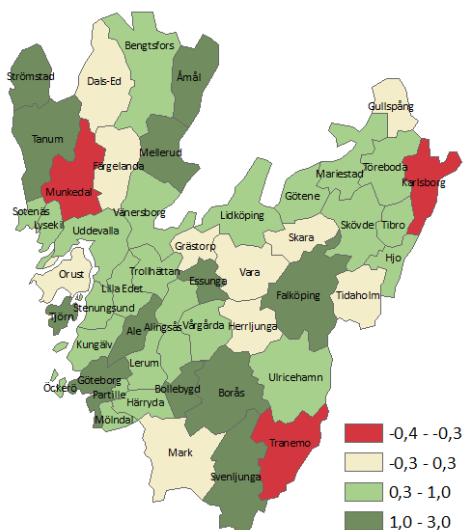 Bengtsfors
Strömstad
Dals-Ed
Åmål
Gullspång
Tanum
Mellerud
Färgelanda
Töreboda
Mariestad
Karlsborg
Munkedal
Götene
Sotenäs
Vänersborg
Lidköping
Lysekil
Uddevalla
Skövde
Tibro
Skara
Grästorp
Hjo
Orust
Trollhättan
Vara
Essunga
Lilla Edet
Falköping
Tidaholm
Stenungsund
Tjörn
Ale
Alingsås
Vårgårda
Herrljunga
Kungälv
Lerum
Ulricehamn
Öckerö
Göteborg
Bollebygd
Borås
Partille
Härryda
Mölndal
Tranemo
Mark
Svenljunga
-0,4 - -0,3
-0,3 - 0,3
0,3 - 1,0
1,0 - 3,0